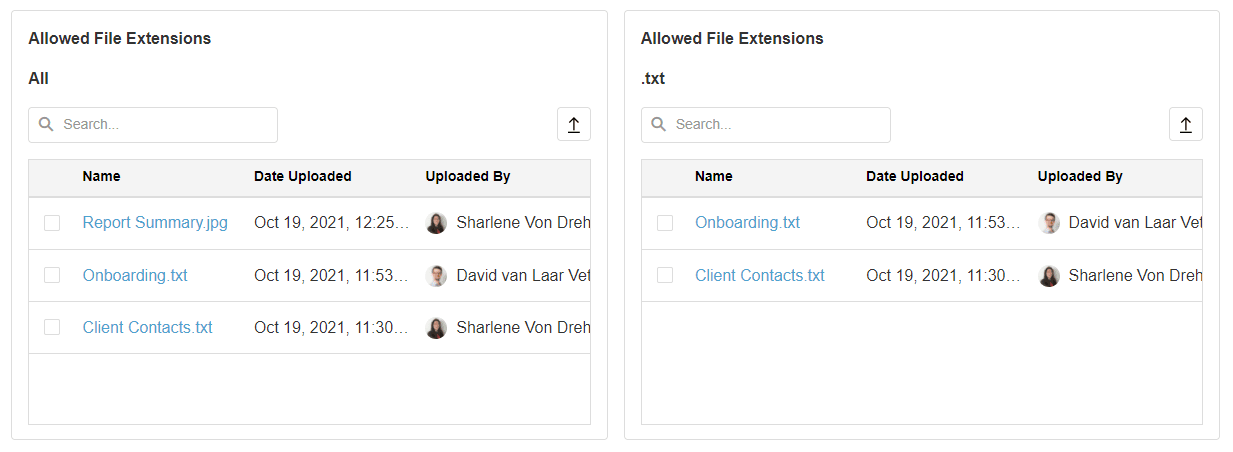 Allowed File Extensions
All
Search...
Name Date Uploaded Uploaded By
Report Summary.jpg Oct 19, 2021, 12:25... Sharlene Von Dreh
Onboarding.txt Oct 19, 2021, 11:53... David van Laar Vet
Client Contacts.txt Oct 19, 2021, 11:30... Sharlene Von Dreh
Allowed File Extensions
.txt
Search...
Name Date Uploaded Uploaded By
Onboarding.txt Oct 19, 2021, 11:53... David van Laar Vet
Client Contacts.txt Oct 19, 2021, 11:30... Sharlene Von Dreh